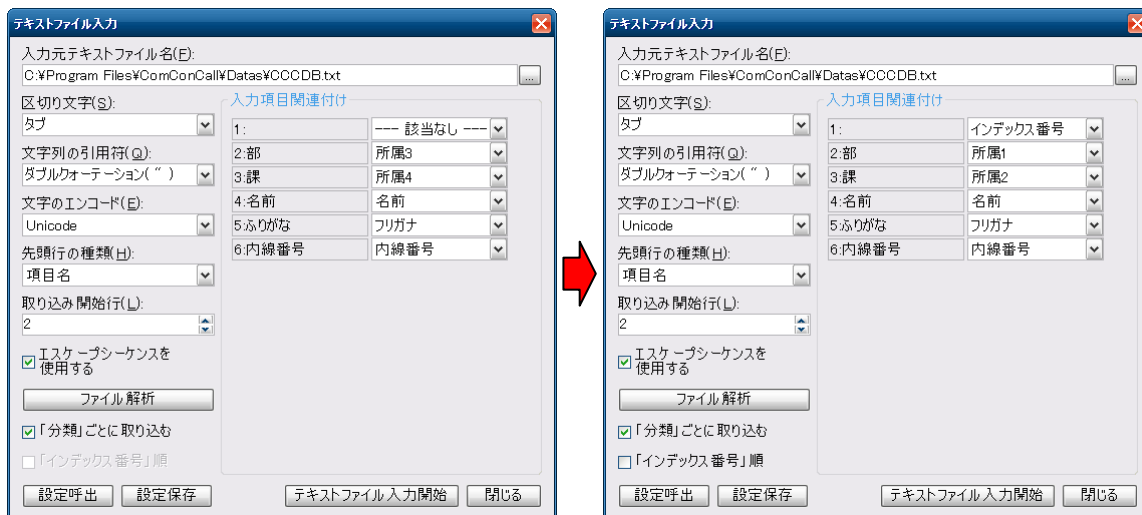 テキストファイル入力
入力元テキストファイル名(F):
C:¥Program Files¥ComConCall¥Datas¥CCCDB.txt
...
区切り文字(S):
タブ
文字列の引用符(Q):
ダブルクォーテーション( ″ )
文字のエンコード(E):
Unicode
先頭行の種類(H):
項目名
取り込み開始行(L):
2
エスケープシーケンスを
使用する
ファイル解析
「分類」ごとに取り込む
「インデックス番号」順
入力項目関連付け
1: --- 該当なし ---
2:部 所属3
3:課 所属4
4:名前 名前
5:ふりがな フリガナ
6:内線番号 内線番号
設定呼出 設定保存 テキストファイル入力開始 閉じる
テキストファイル入力
入力元テキストファイル名(F):
C:¥Program Files¥ComConCall¥Datas¥CCCDB.txt
...
区切り文字(S):
タブ
文字列の引用符(Q):
ダブルクォーテーション( ″ )
文字のエンコード(E):
Unicode
先頭行の種類(H):
項目名
取り込み開始行(L):
2
エスケープシーケンスを
使用する
ファイル解析
「分類」ごとに取り込む
「インデックス番号」順
入力項目関連付け
1: インデックス番号
2:部 所属1
3:課 所属2
4:名前 名前
5:ふりがな フリガナ
6:内線番号 内線番号
設定呼出 設定保存 テキストファイル入力開始 閉じる